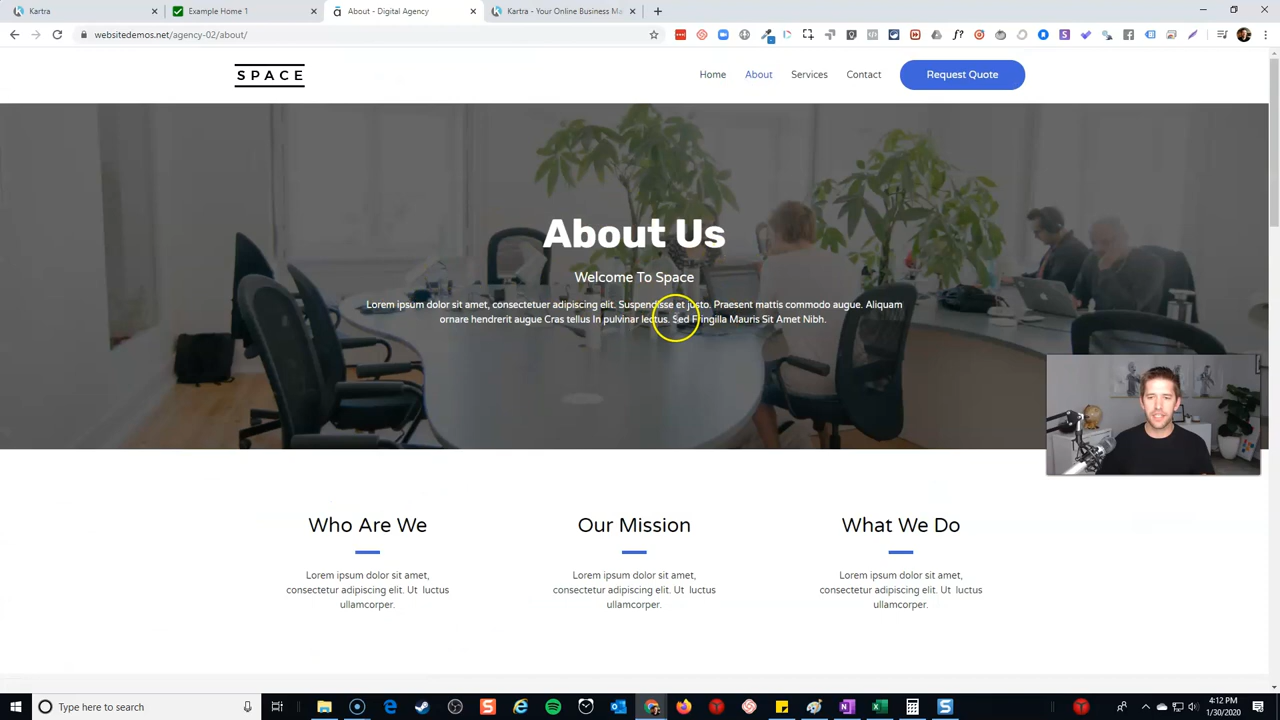 Kartra
Example Home 1
About - Digital Agency
Kartra - Your Online Business Ma
websitedemos.net/agency-02/about/
SPACE
Home
About
Services
Contact
Request Quote
About Us
Welcome To Space
Lorem ipsum dolor sit amet, consectetuer adipiscing elit. Suspendisse et justo. Praesent mattis commodo augue. Aliquam
ornare hendrerit augue Cras tellus In pulvinar lectus. Sed Fringilla Mauris Sit Amet Nibh.
Who Are We
Lorem ipsum dolor sit amet,
consectetur adipiscing elit. Ut luctus
ullamcorper.
Our Mission
Lorem ipsum dolor sit amet,
consectetur adipiscing elit. Ut luctus
ullamcorper.
What We Do
Lorem ipsum dolor sit amet,
consectetur adipiscing elit. Ut luctus
ullamcorper.
Type here to search
4:12 PM
1/30/2020